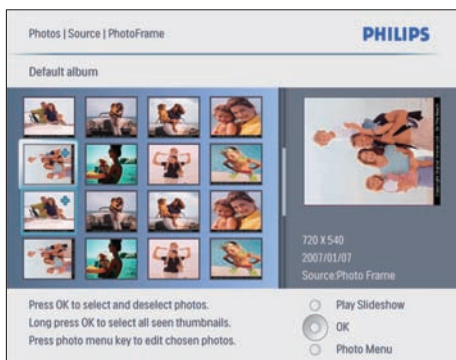 Photos | Source | PhotoFrame
PHILIPS
Default album
720 X 540
2007/01/07
Source:Photo Frame
Press OK to select and deselect photos.
Long press OK to select all seen thumbnails.
Press photo menu key to edit chosen photos.
Play Slideshow
OK
Photo Menu